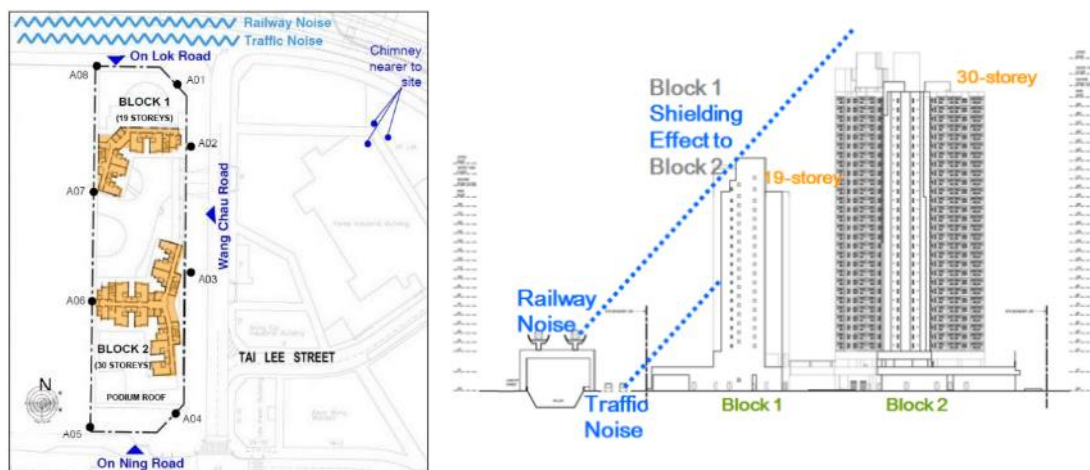 Railway Noise
Traffic Noise
On Lok Road
A08
A01
Chimney
nearer to
site
BLOCK 1
(19 STOREYS)
A02
A07
Wang Chau Road
A03
A06
BLOCK 2
(30 STOREYS)
TAI LEE STREET
N
PODIUM ROOF
A04
A05
On Ning Road
Block 1
Shielding
Effect to
Block 2
30-storey
19-storey
Railway
Noise
Traffic
Noise
Block 1
Block 2